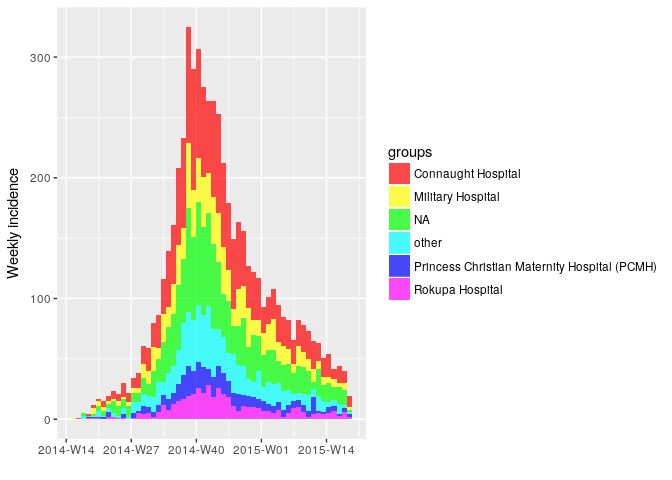 300
200
100
0
Weekly incidence
2014-W14 2014-W27 2014-W40 2015-W01 2015-W14
groups
Connaught Hospital
Military Hospital
NA
other
Princess Christian Maternity Hospital (PCMH)
Rokupa Hospital